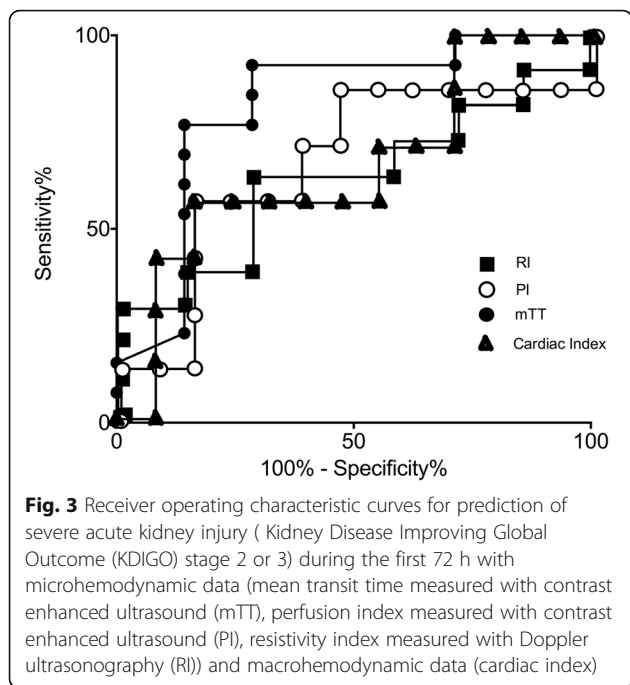 100
50
0
Sensitivity%
RI
PI
mTT
Cardiac Index
0
50
100
100% - Specificity%
Fig. 3 Receiver operating characteristic curves for prediction of
severe acute kidney injury ( Kidney Disease Improving Global
Outcome (KDIGO) stage 2 or 3) during the first 72 h with
microhemodynamic data (mean transit time measured with contrast
enhanced ultrasound (mTT), perfusion index measured with contrast
enhanced ultrasound (PI), resistivity index measured with Doppler
ultrasonography (RI)) and macrohemodynamic data (cardiac index)